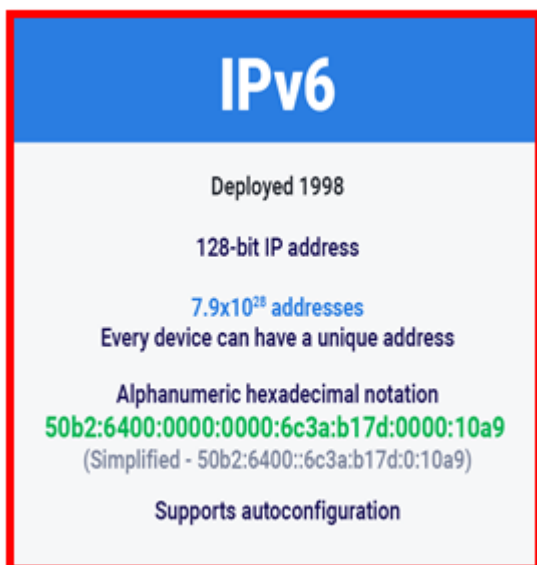 IPv6
Deployed 1998
128-bit IP address
7.9x10²⁸ addresses
Every device can have a unique address
Alphanumeric hexadecimal notation
50b2:6400:0000:0000:6c3a:b17d:0000:10a9
(Simplified - 50b2:6400::6c3a:b17d:0:10a9)
Supports autoconfiguration